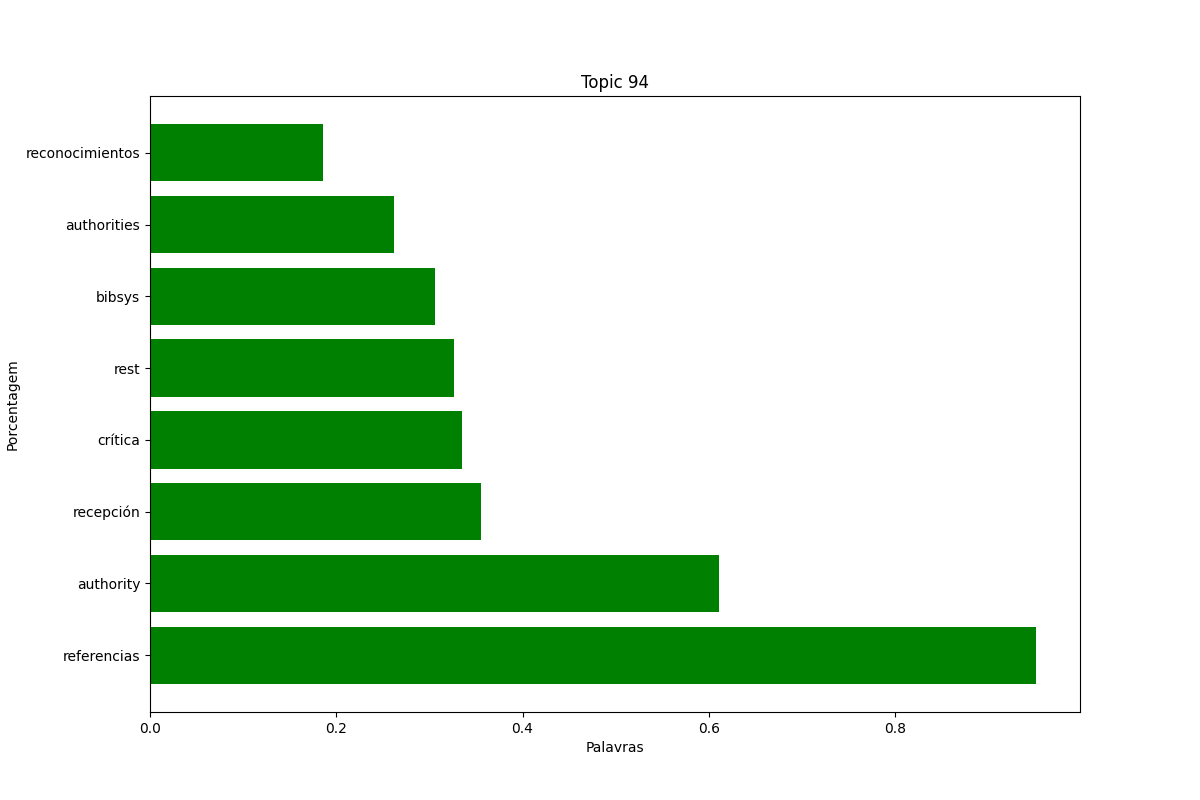 Topic 94
reconocimientos
authorities
bibsys
rest
crítica
recepción
authority
referencias
Porcentagem
0.0 0.2 0.4 0.6 0.8
Palavras